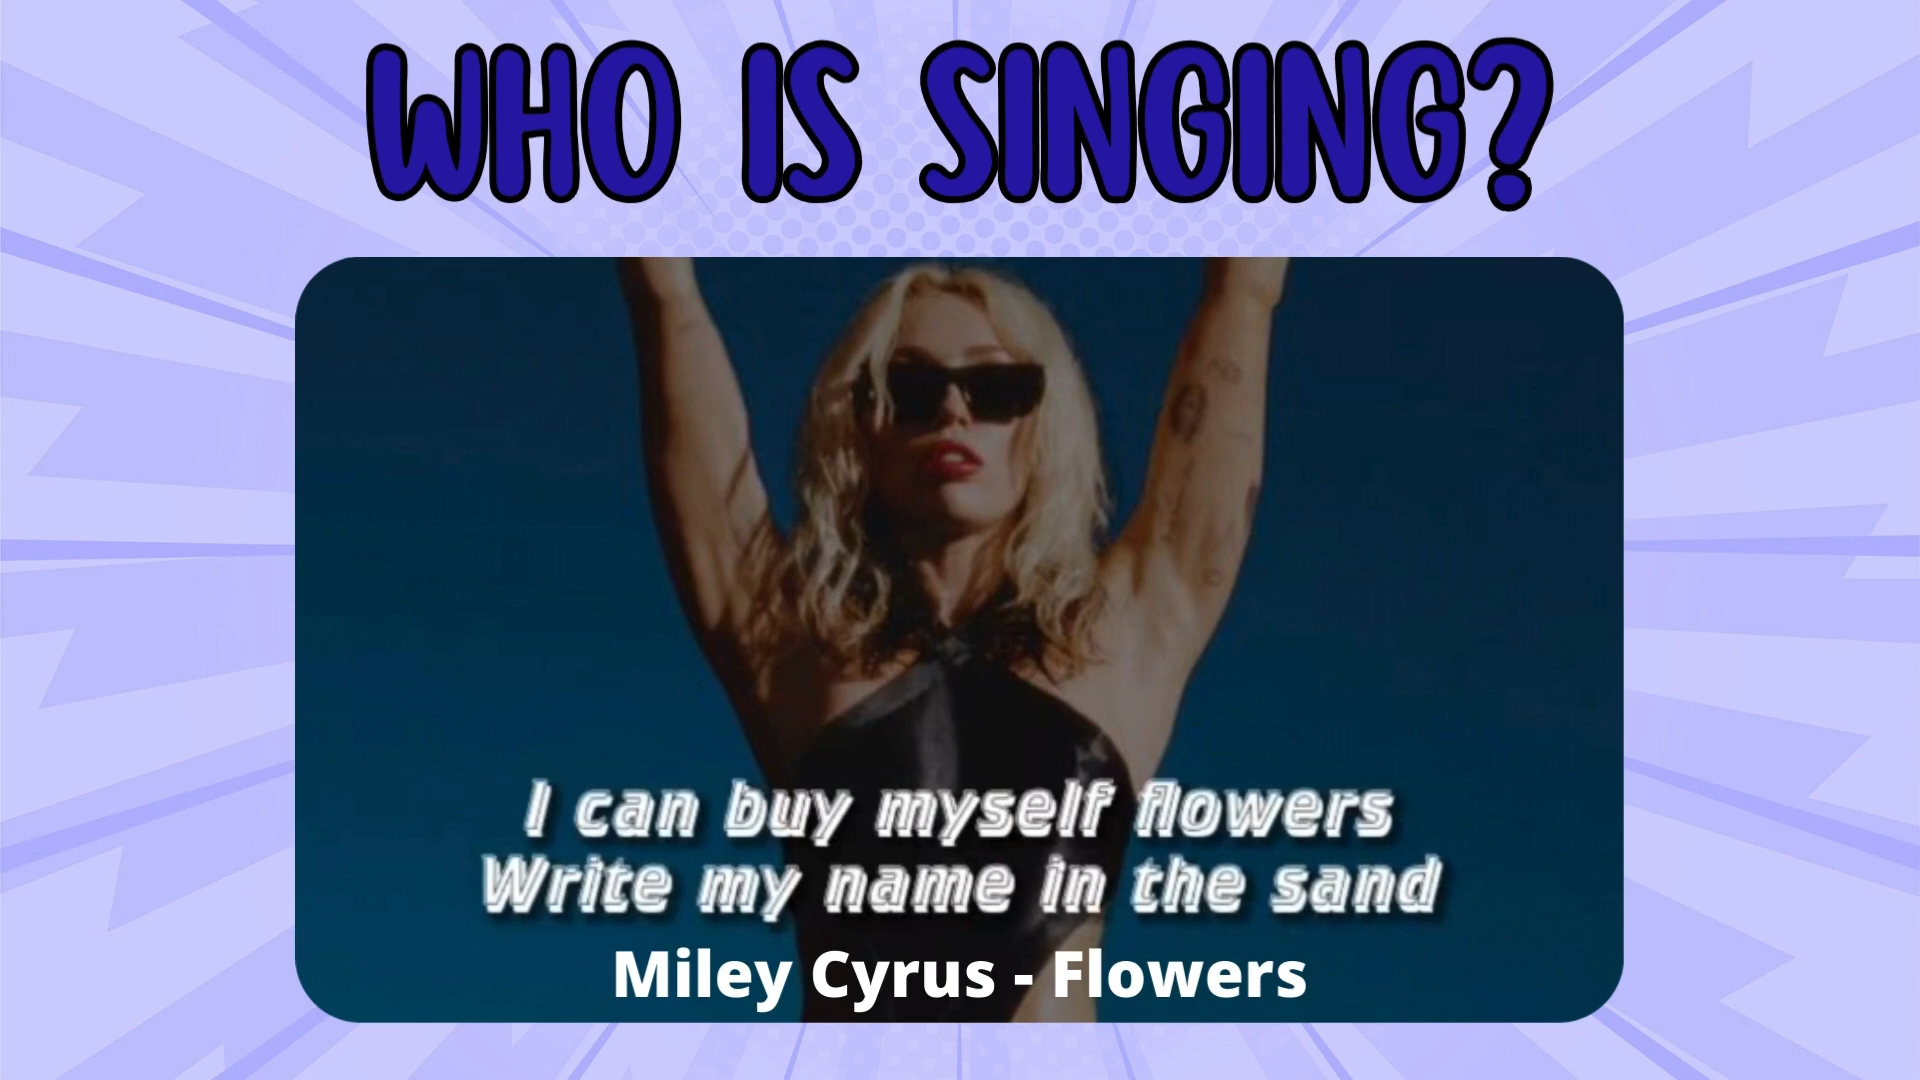 WHO IS SINGING?
I can buy myself flowers
Write my name in the sand
Miley Cyrus - Flowers